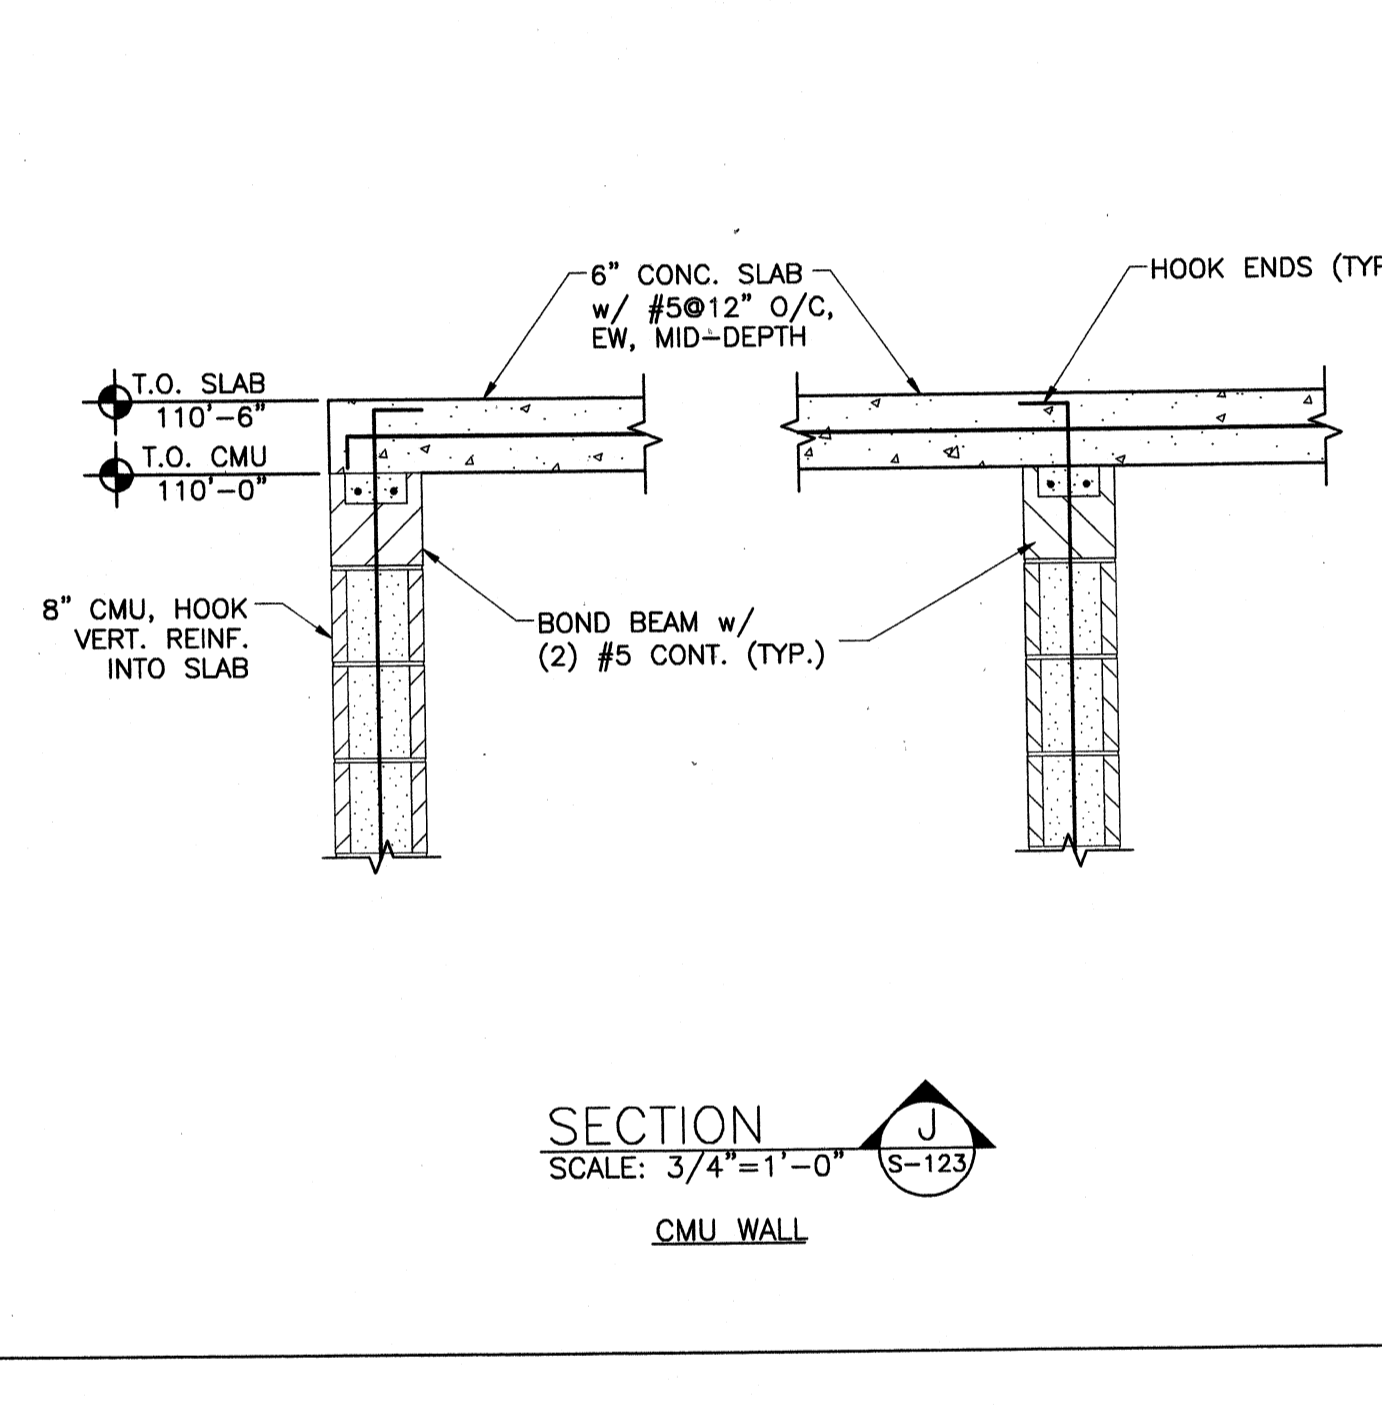 6" CONC. SLAB
w/ #5@12" O/C,
EW, MID-DEPTH
HOOK ENDS (TYP
T.O. SLAB
110'-6"
T.O. CMU
110'-0"
8" CMU, HOOK
VERT. REINF.
INTO SLAB
BOND BEAM w/
(2) #5 CONT. (TYP.)
SECTION
SCALE: 3/4"=1'-0"
J
S-123
CMU WALL